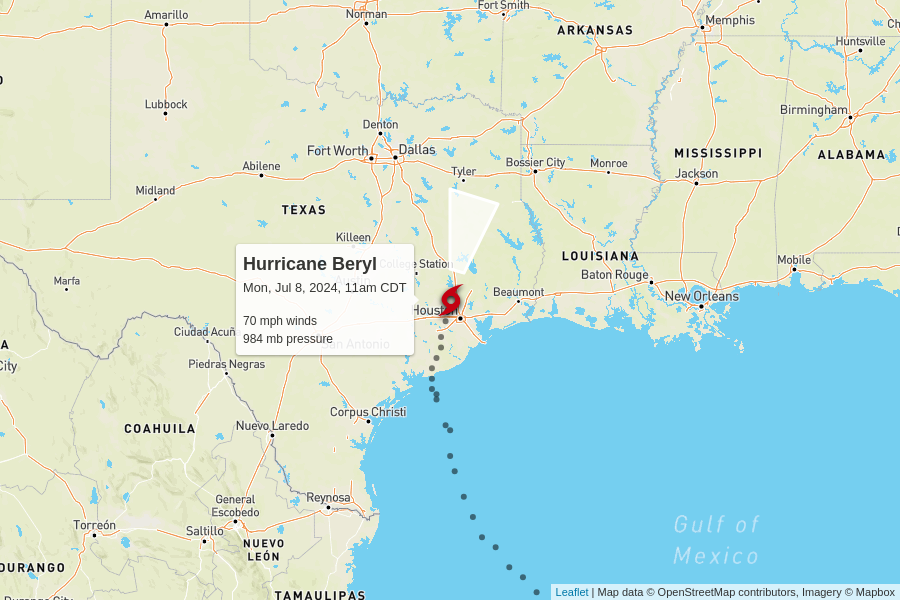 Amarillo
Norman
Fort Smith
Memphis
Ch
ARKANSAS
Huntsville
Lubbock
Birmingham
Denton
Fort Worth
Dallas
Bossier City
Monroe
MISSISSIPPI
ALABAMA
Abilene
Tyler
Jackson
Midland
TEXAS
Killeen
LOUISIANA
Mobile
Marfa
College Station
Baton Rouge
Beaumont
New Orleans
Houston
Hurricane Beryl
Mon, Jul 8, 2024, 11am CDT
70 mph winds
984 mb pressure
San Antonio
Ciudad Acuñ
A
City
Piedras Negras
Corpus Christi
COAHUILA
Nuevo Laredo
General
Escobedo
Reynosa
Torreón
Saltillo
NUEVO
LEÓN
Gulf of
Mexico
DURANGO
TAMAULIPAS
Durango City
Leaflet | Map data © OpenStreetMap contributors, Imagery © Mapbox